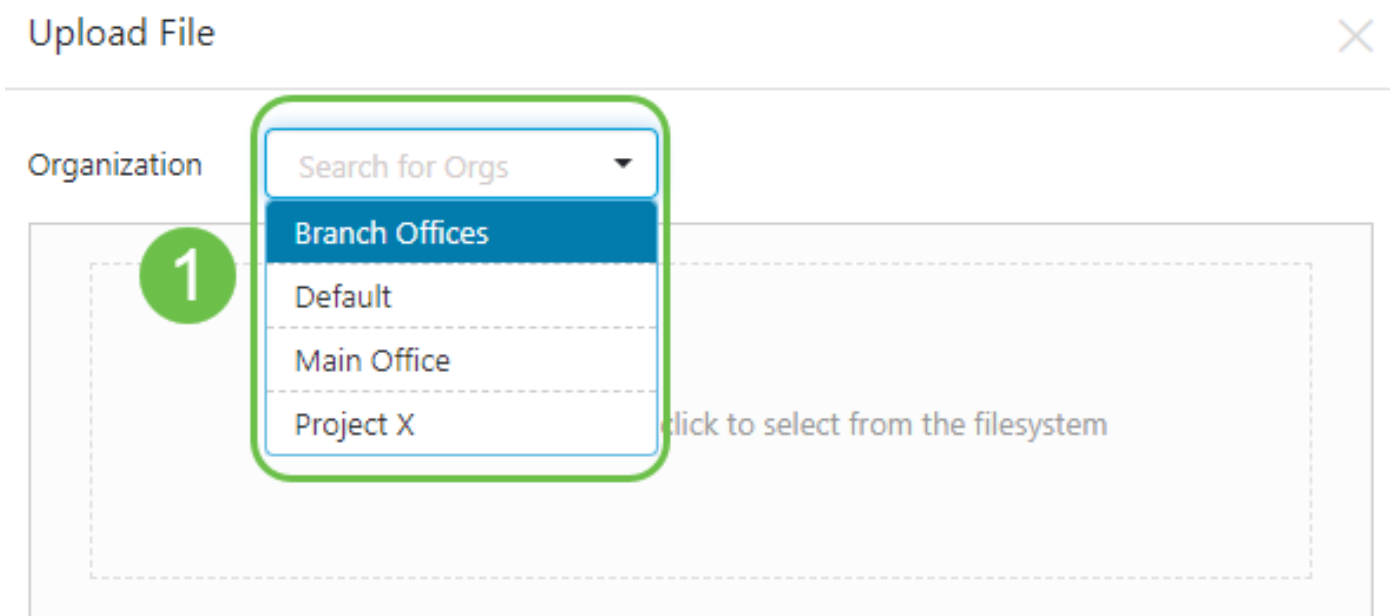 Upload File
Organization
Search for Orgs
1
Branch Offices
Default
Main Office
Project X
click to select from the filesystem